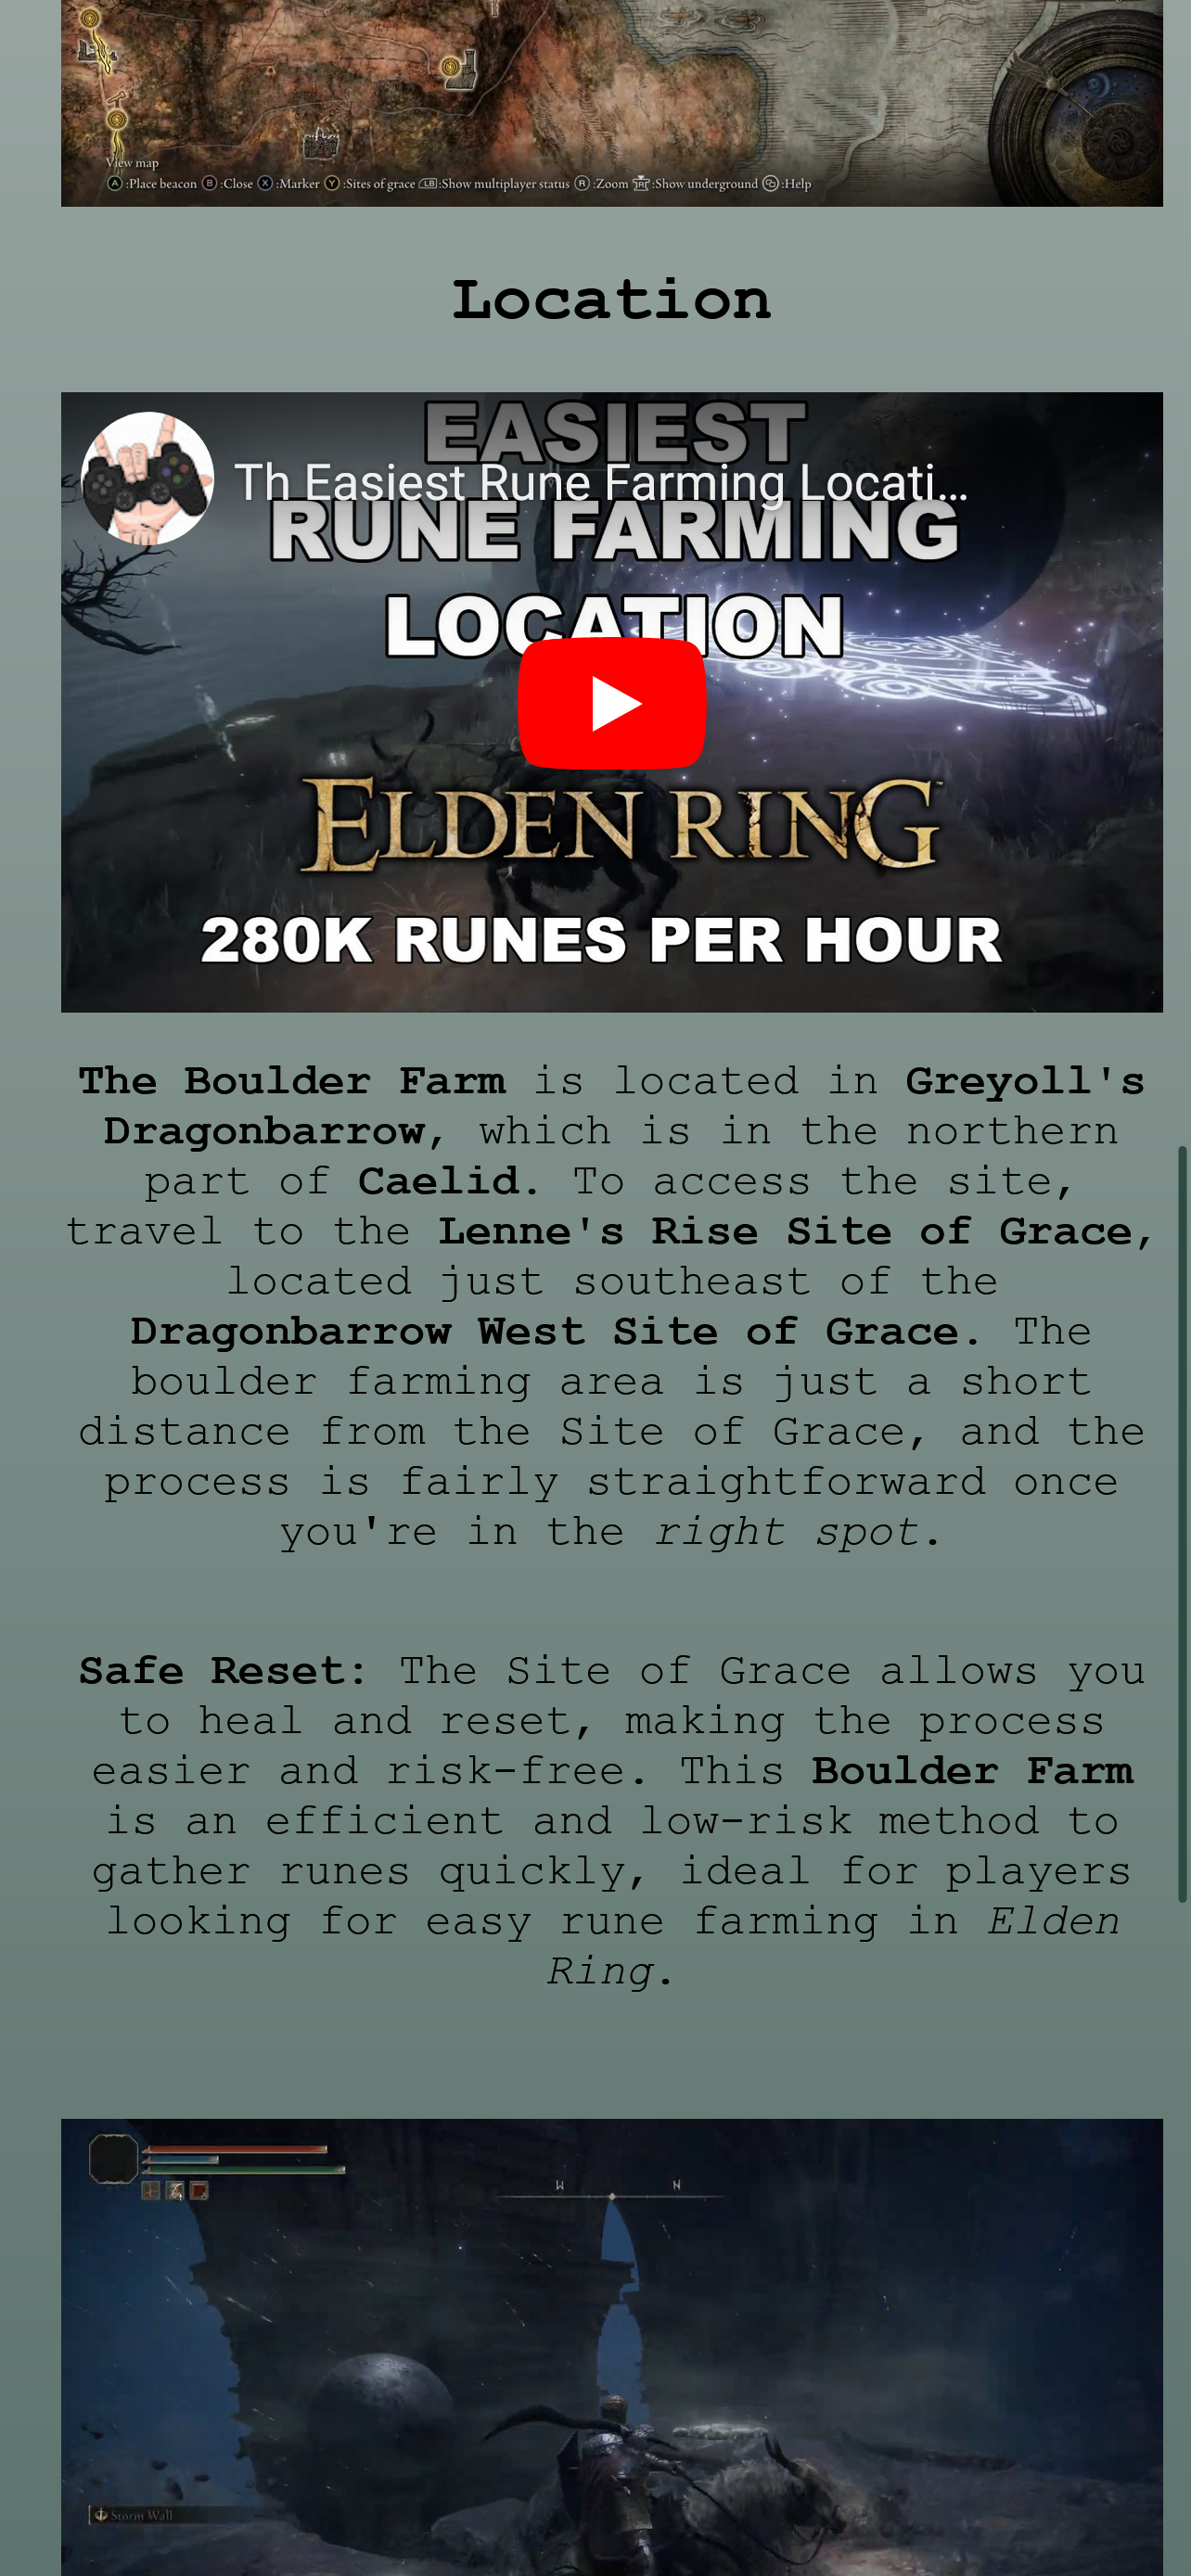 View map
A:Place beacon B:Close X:Marker Y:Sites of grace LB:Show multiplayer status R:Zoom R:Show underground :Help
Location
EASIEST
Th Easiest Rune Farming Locati...
RUNE FARMING
LOCATION
ELDEN RING
280K RUNES PER HOUR
The Boulder Farm is located in Greyoll's
Dragonbarrow, which is in the northern
part of Caelid. To access the site,
travel to the Lenne's Rise Site of Grace,
located just southeast of the
Dragonbarrow West Site of Grace. The
boulder farming area is just a short
distance from the Site of Grace, and the
process is fairly straightforward once
you're in the right spot.
Safe Reset: The Site of Grace allows you
to heal and reset, making the process
easier and risk-free. This Boulder Farm
is an efficient and low-risk method to
gather runes quickly, ideal for players
looking for easy rune farming in Elden
Ring.
W N
Storm Wall